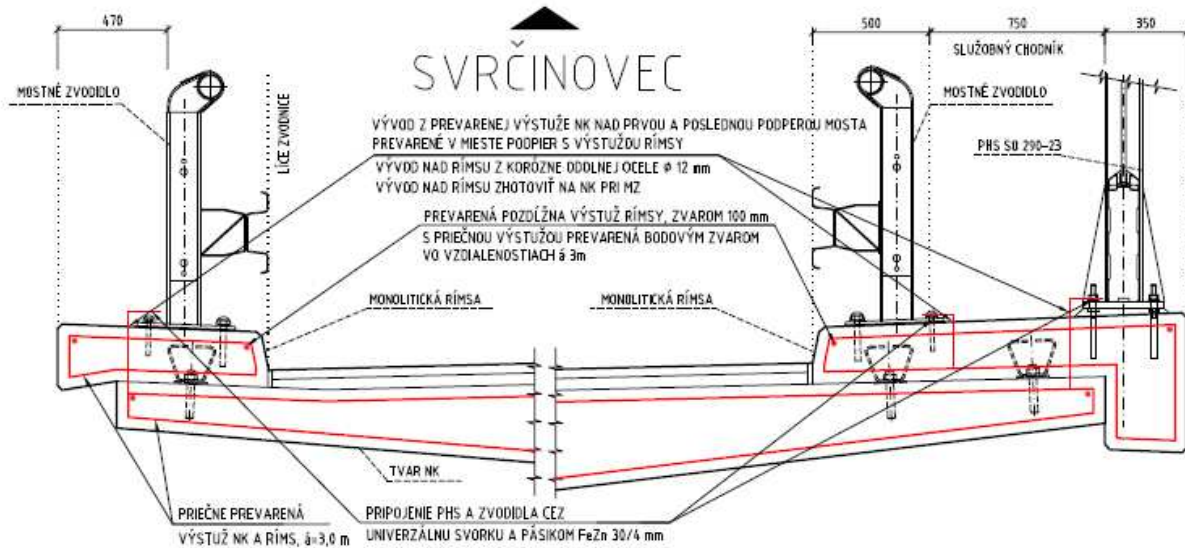 470
500
750
350
SLUŽOBNÝ CHODNÍK
SVRČINOVEC
MOSTNÉ ZVODIDLO
LÍCE ZVODNICE
MOSTNÉ ZVODIDLO
VÝVOD Z PREVARENEJ VÝSTUŽE NK NAD PRVOU A POSLEDNOU PODPEROU MOSTA
PREVARENÉ V MIESTE PODPIER S VÝSTUŽOU RÍMSY
VÝVOD NAD RÍMSU Z KORÓZNE ODOLNEJ OCELE Φ 12 mm
VÝVOD NAD RÍMSU ZHOTOVIŤ NA NK PRI MZ
PHS SO 290-23
PREVARENÁ POZDĹŽNA VÝSTUŽ RÍMSY, ZVAROM 100 mm
S PRIEČNOU VÝSTUŽOU PREVARENÁ BODOVÝM ZVAROM
VO VZDIALENOSTIACH á 3m
MONOLITICKÁ RÍMSA
MONOLITICKÁ RÍMSA
TVAR NK
PRIEČNE PREVARENÁ
VÝSTUŽ NK A RÍMS, á=3,0 m
PRIPOJENIE PHS A ZVODIDLA CEZ
UNIVERZÁLNU SVORKU A PÁSIKOM FeZn 30/4 mm